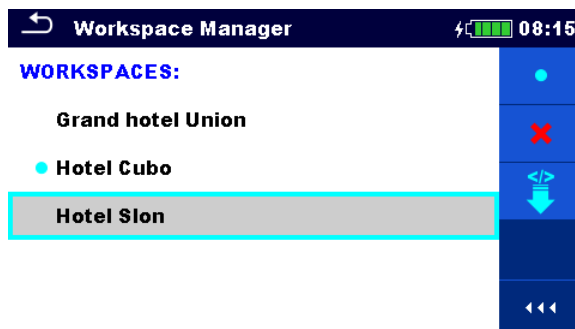 Workspace Manager 08:15
WORKSPACES:
Grand hotel Union
Hotel Cubo
Hotel Slon